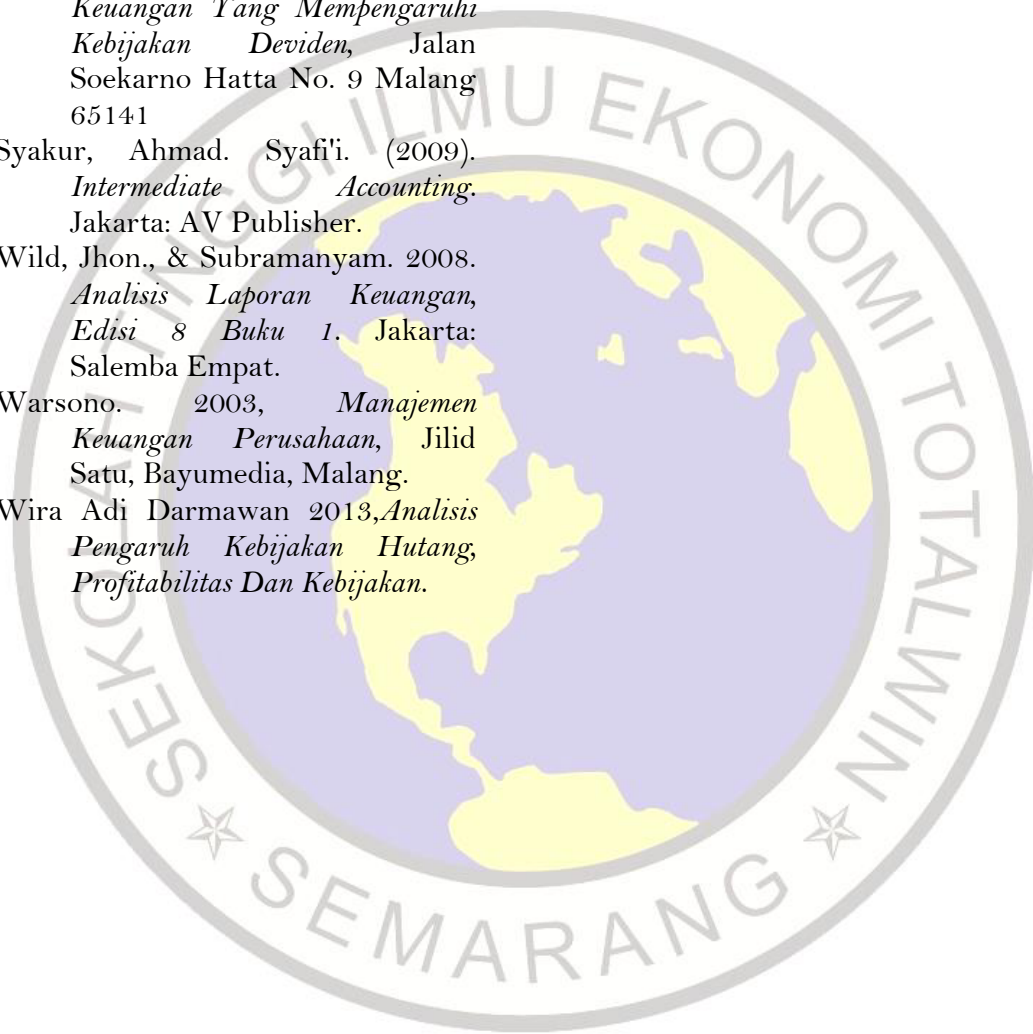 Keuangan Yang Mempengaruhi
Kebijakan Deviden, Jalan
Soekarno Hatta No. 9 Malang
65141
Syakur, Ahmad. Syafi'i. (2009).
Intermediate Accounting.
Jakarta: AV Publisher.
Wild, Jhon., & Subramanyam. 2008.
Analisis Laporan Keuangan,
Edisi 8 Buku 1. Jakarta:
Salemba Empat.
Warsono. 2003, Manajemen
Keuangan Perusahaan, Jilid
Satu, Bayumedia, Malang.
Wira Adi Darmawan 2013,Analisis
Pengaruh Kebijakan Hutang,
Profitabilitas Dan Kebijakan.
SEKOLAH TINGGI ILMU EKONOMI TOTALWIN
SEMARANG